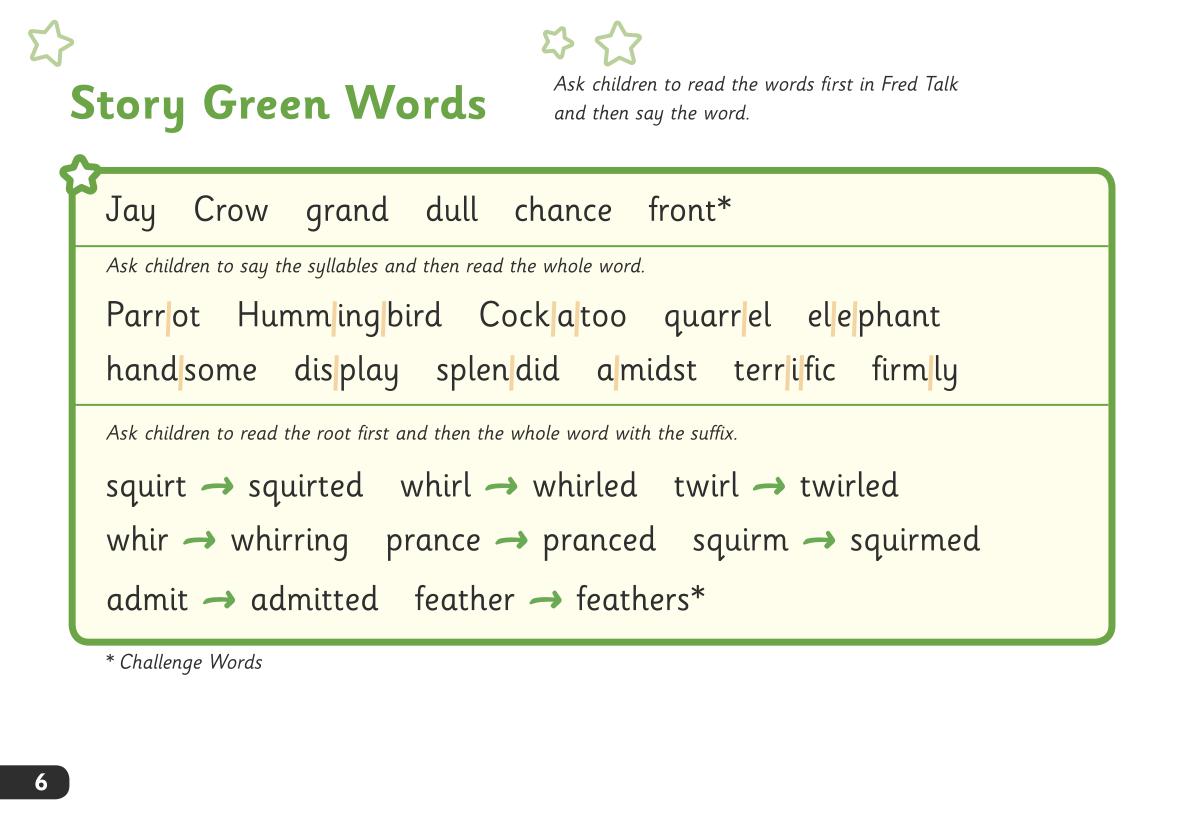 Story Green Words
Ask children to read the words first in Fred Talk
and then say the word.
Jay Crow grand dull chance front*
Ask children to say the syllables and then read the whole word.
Parr|ot Humm|ing|bird Cock|a|too quarr|el el|e|phant
hand|some dis|play splen|did a|midst terr|i|fic firm|ly
Ask children to read the root first and then the whole word with the suffix.
squirt → squirted whirl → whirled twirl → twirled
whir → whirring prance → pranced squirm → squirmed
admit → admitted feather → feathers*
* Challenge Words
6